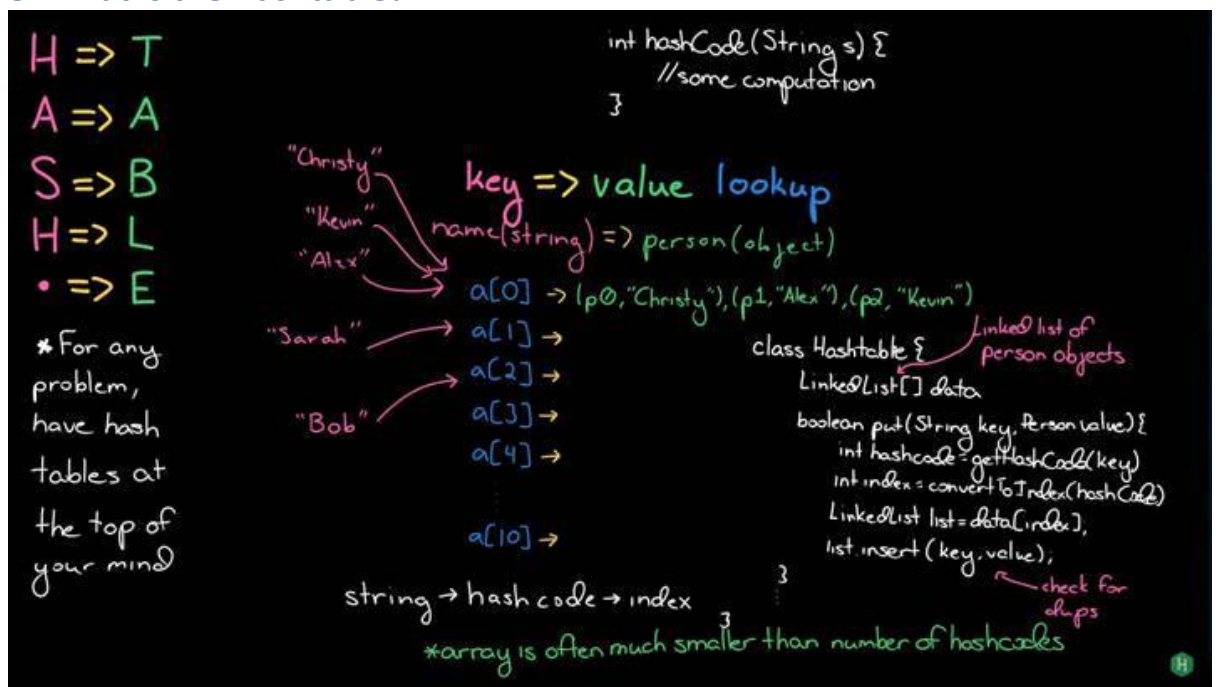 H => T
A => A
S => B
H => L
• => E
*For any
problem,
have hash
tables at
the top of
your mind
int hashCode(String s) {
//some computation
}
key => value lookup
name(string) => person(object)
"Christy"
"Kevin"
"Alex"
"Sarah"
"Bob"
a[0] → (p0,"Christy"),(p1,"Alex"),(p2,"Kevin")
a[1] →
a[2] →
a[3] →
a[4] →
a[10] →
Linked list of
person objects
class Hashtable {
LinkedList[] data
boolean put(String key, Person value) {
int hashcode = getHashCode(key)
int index = convertToIndex(hashCode)
LinkedList list = data[index];
list.insert(key, value);
}
check for
dups
}
string → hash code → index
*array is often much smaller than number of hashcodes
H